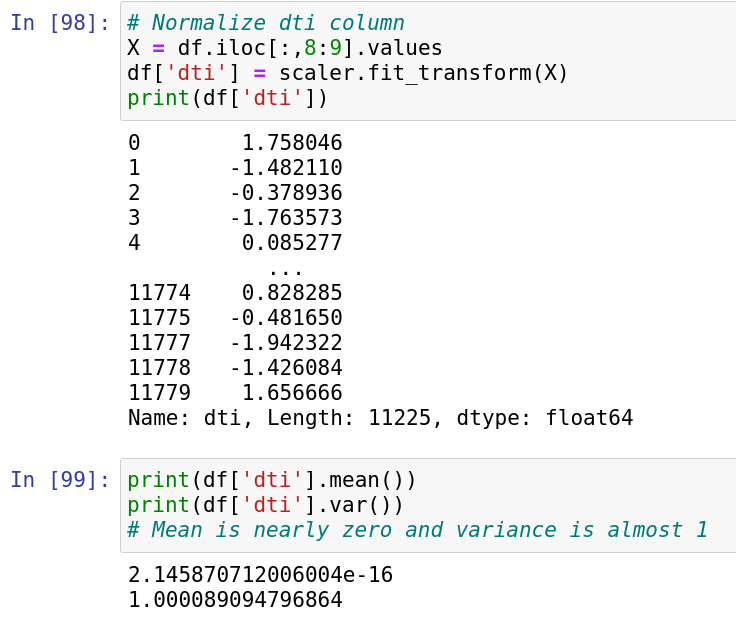 In [98]: # Normalize dti column
X = df.iloc[:,8:9].values
df['dti'] = scaler.fit_transform(X)
print(df['dti'])
0        1.758046
1       -1.482110
2       -0.378936
3       -1.763573
4        0.085277
...
11774    0.828285
11775   -0.481650
11777   -1.942322
11778   -1.426084
11779    1.656666
Name: dti, Length: 11225, dtype: float64
In [99]: print(df['dti'].mean())
print(df['dti'].var())
# Mean is nearly zero and variance is almost 1
2.145870712006004e-16
1.000089094796864